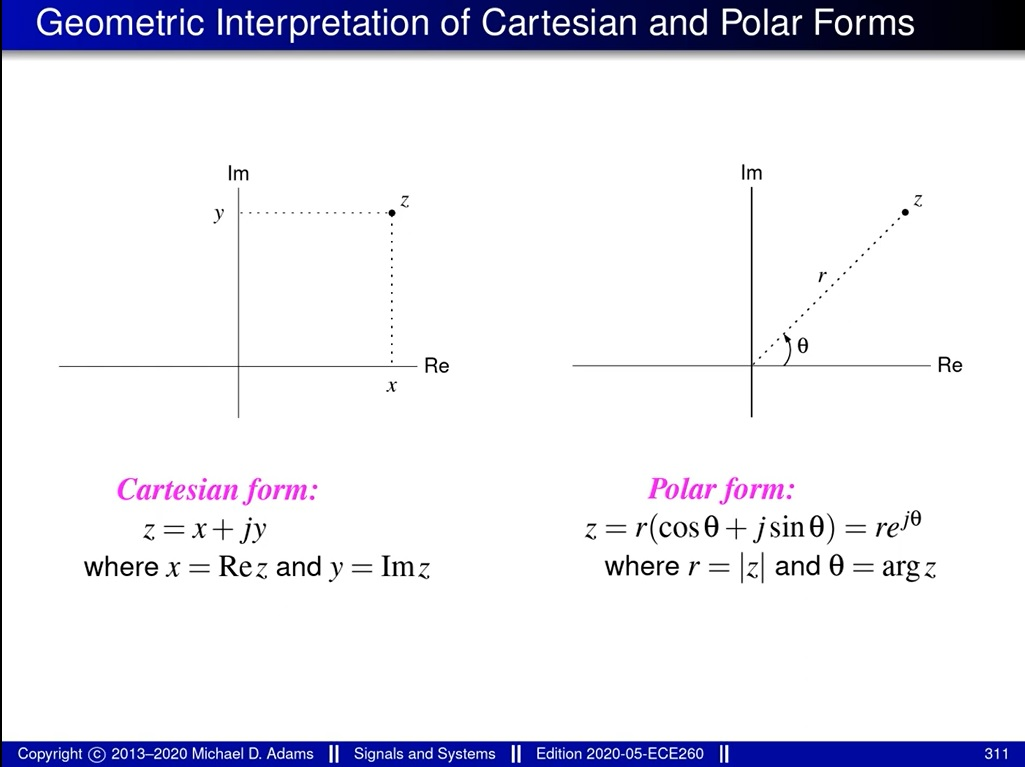 Geometric Interpretation of Cartesian and Polar Forms
Im
y
z
Re
x
Im
z
r
θ
Re
Cartesian form:
z = x + jy
where x = Re z and y = Im z
Polar form:
z = r(cos θ + j sin θ) = re^{jθ}
where r = |z| and θ = arg z
Copyright © 2013–2020 Michael D. Adams || Signals and Systems || Edition 2020-05-ECE260 || 311